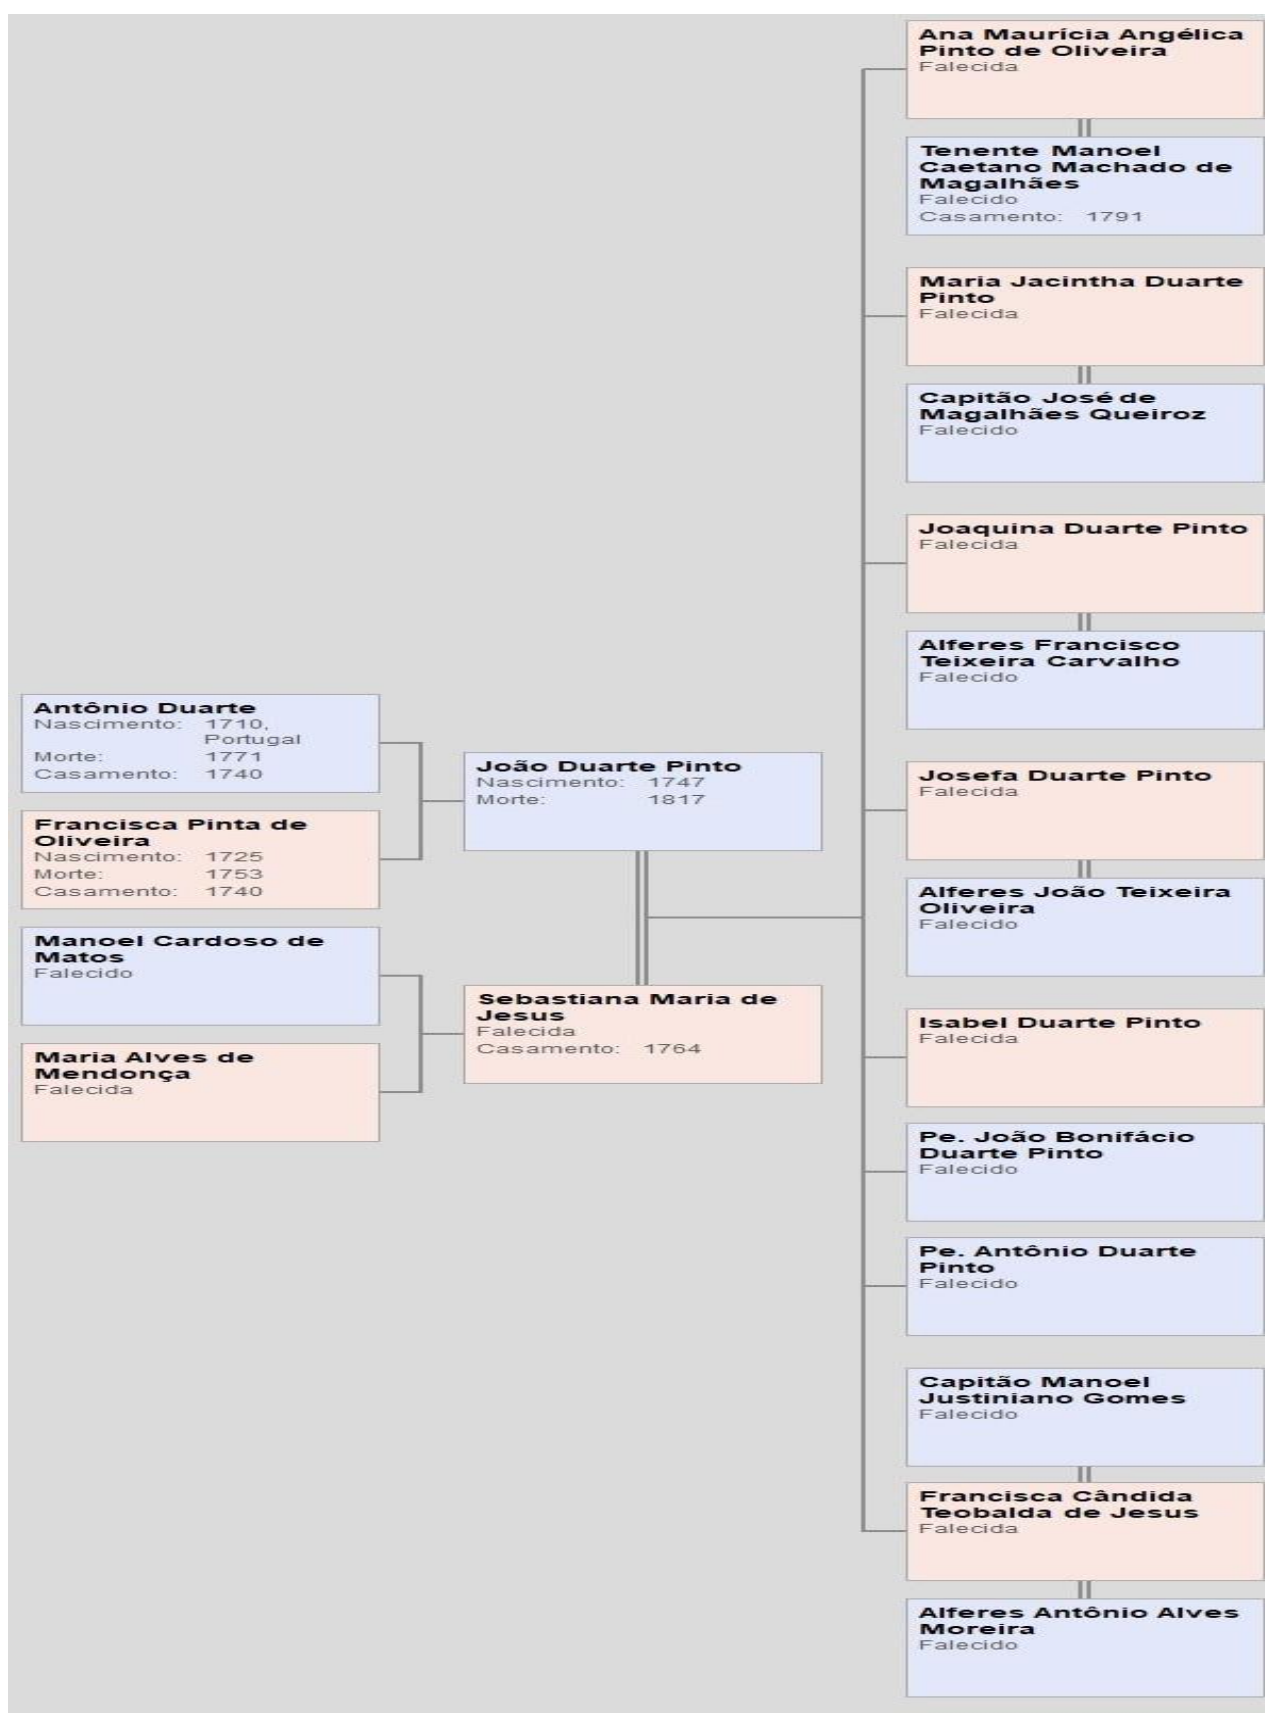 Antônio Duarte
Nascimento: 1710,
Portugal
Morte: 1771
Casamento: 1740
Francisca Pinta de
Oliveira
Nascimento: 1725
Morte: 1753
Casamento: 1740
Manoel Cardoso de
Matos
Falecido
Maria Alves de
Mendonça
Falecida
João Duarte Pinto
Nascimento: 1747
Morte: 1817
Sebastiana Maria de
Jesus
Falecida
Casamento: 1764
Ana Maurícia Angélica
Pinto de Oliveira
Falecida
Tenente Manoel
Caetano Machado de
Magalhães
Falecido
Casamento: 1791
Maria Jacintha Duarte
Pinto
Falecida
Capitão José de
Magalhães Queiroz
Falecido
Joaquina Duarte Pinto
Falecida
Alferes Francisco
Teixeira Carvalho
Falecido
Josefa Duarte Pinto
Falecida
Alferes João Teixeira
Oliveira
Falecido
Isabel Duarte Pinto
Falecida
Pe. João Bonifácio
Duarte Pinto
Falecido
Pe. Antônio Duarte
Pinto
Falecido
Capitão Manoel
Justiniano Gomes
Falecido
Francisca Cândida
Teobalda de Jesus
Falecida
Alferes Antônio Alves
Moreira
Falecido